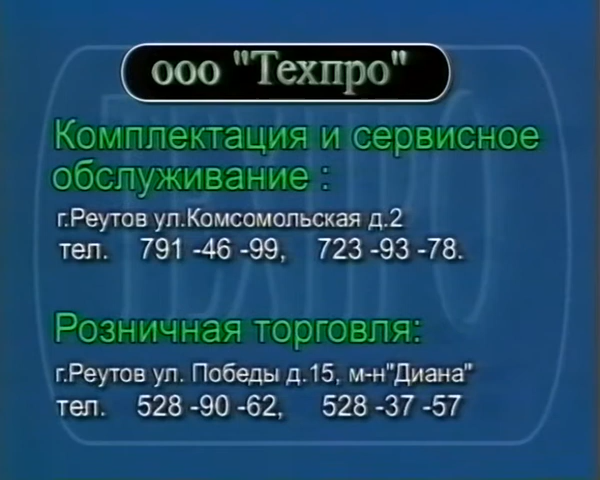 ооо "Техпро"
Комплектация и сервисное
обслуживание :
г.Реутов ул.Комсомольская д.2
тел. 791 -46 -99, 723 -93 -78.
Розничная торговля:
г.Реутов ул. Победы д.15, м-н"Диана"
тел. 528 -90 -62, 528 -37 -57
ТЕХПРО